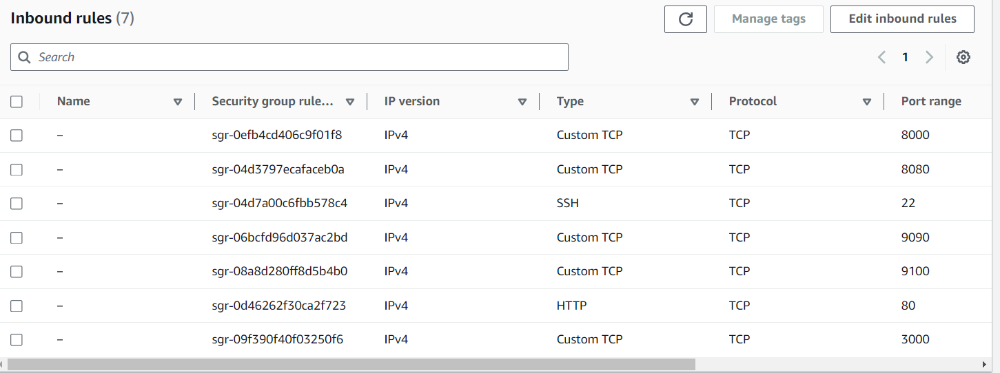 Inbound rules (7)
Manage tags
Edit inbound rules
Search
1
Name Security group rule... IP version Type Protocol Port range
– sgr-0efb4cd406c9f01f8 IPv4 Custom TCP TCP 8000
– sgr-04d3797ecafaceb0a IPv4 Custom TCP TCP 8080
– sgr-04d7a00c6fbb578c4 IPv4 SSH TCP 22
– sgr-06bcfd96d037ac2bd IPv4 Custom TCP TCP 9090
– sgr-08a8d280ff8d5b4b0 IPv4 Custom TCP TCP 9100
– sgr-0d46262f30ca2f723 IPv4 HTTP TCP 80
– sgr-09f390f40f03250f6 IPv4 Custom TCP TCP 3000